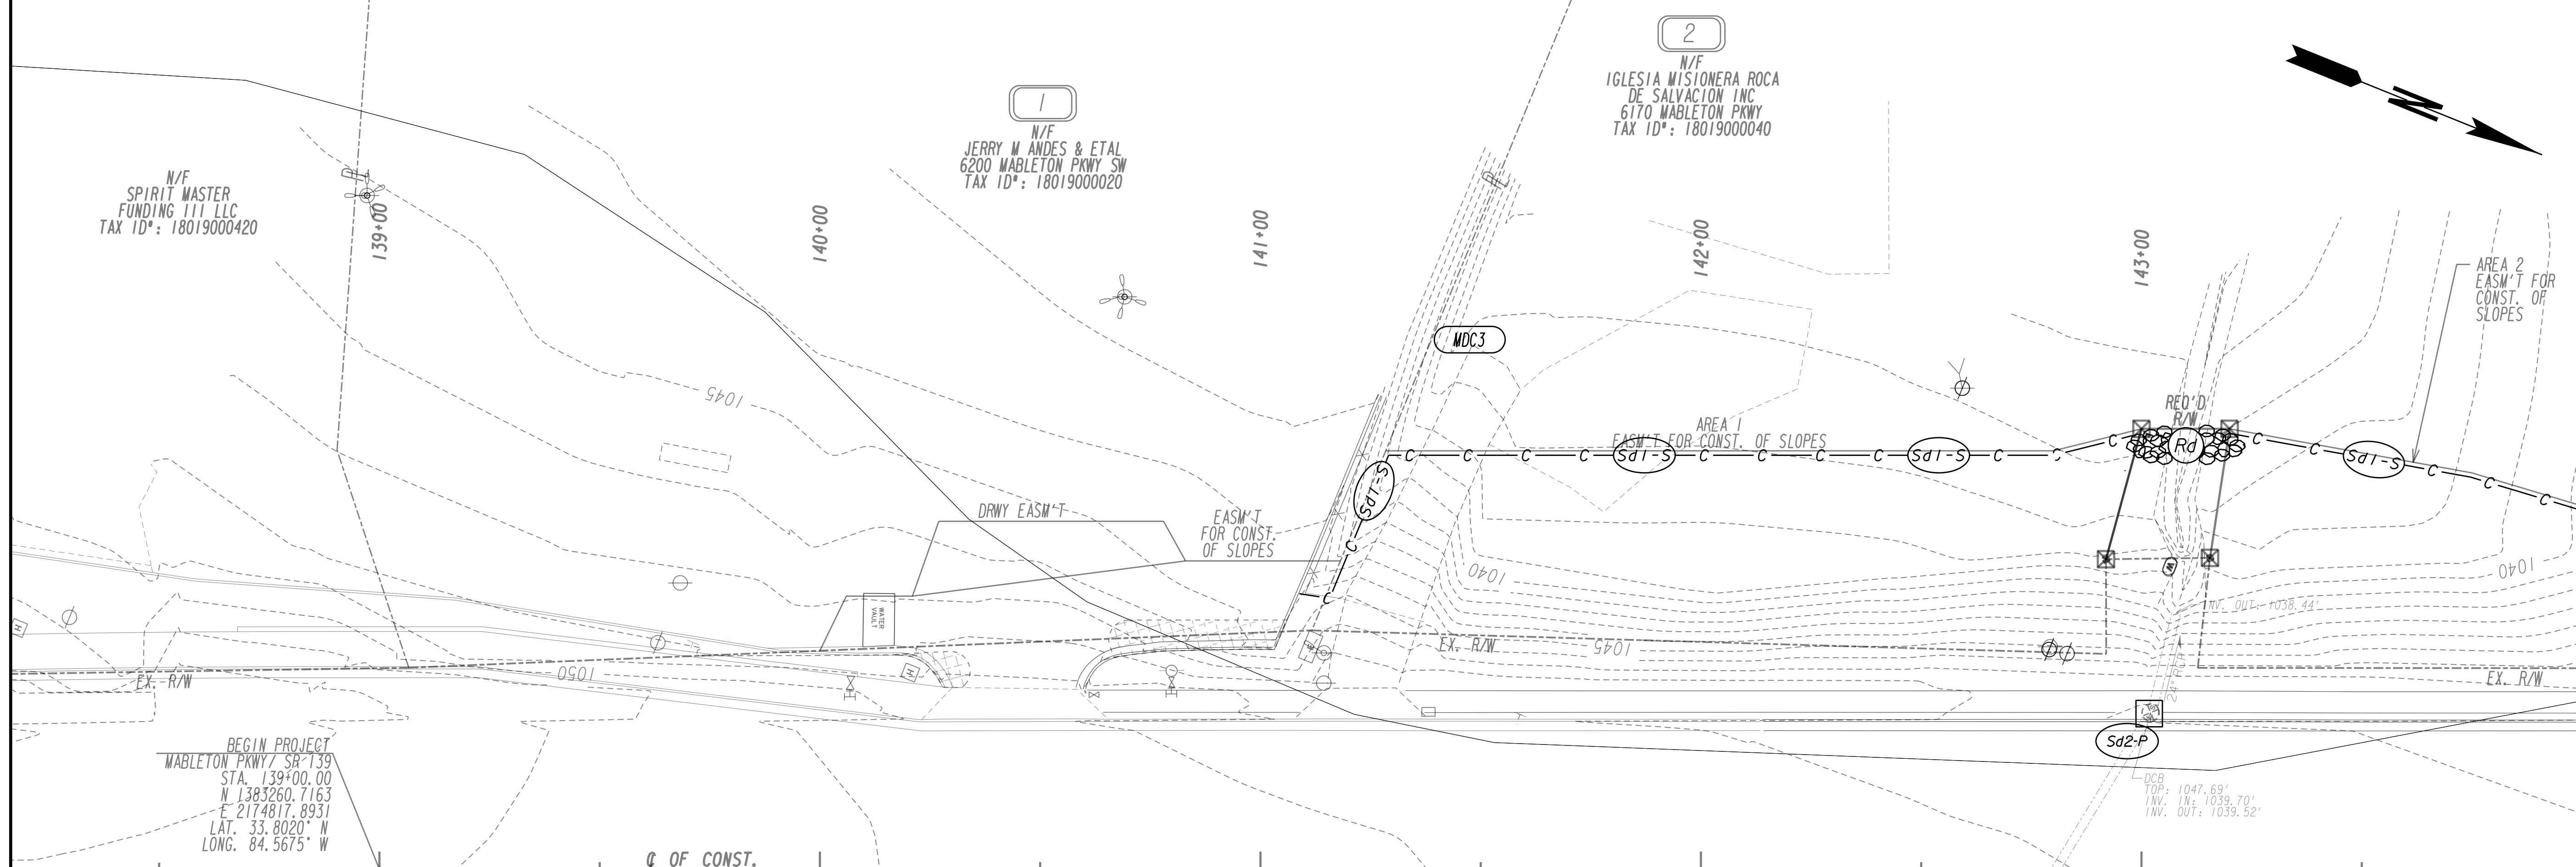 N/F
SPIRIT MASTER
FUNDING III LLC
TAX ID#: 18019000420
139+00
1
N/F
JERRY M ANDES & ETAL
6200 MABLETON PKWY SW
TAX ID#: 18019000020
140+00
141+00
2
N/F
IGLESIA MISIONERA ROCA
DE SALVACION INC
6170 MABLETON PKWY
TAX ID#: 18019000040
142+00
143+00
N
AREA 2
EASM'T FOR
CONST. OF
SLOPES
MDC3
1045
REQ'D
R/W
AREA 1
EASM'T FOR CONST. OF SLOPES
C C C Sd1-S C C C C Sd1-S C C C Rd C C Sd1-S C C C
Sd1-S
C
C
DRWY EASM'T
EASM'T
FOR CONST.
OF SLOPES
1040
1040
WATER
VAULT
W
INV. OUT: 1038.44'
H
EX. R/W
1045
EX. R/W
1050
EX. R/W
24"
Sd2-P
BEGIN PROJECT
MABLETON PKWY/ SR 139
STA. 139+00.00
N 1383260.7163
E 2174817.8931
LAT. 33.8020° N
LONG. 84.5675° W
DCB
TOP: 1047.69'
INV. IN: 1039.70'
INV. OUT: 1039.52'
℄ OF CONST.